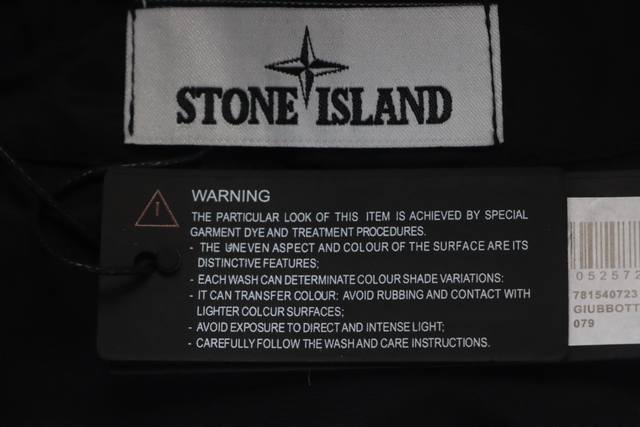 STONE ISLAND
WARNING
THE PARTICULAR LOOK OF THIS ITEM IS ACHIEVED BY SPECIAL
GARMENT DYE AND TREATMENT PROCEDURES.
- THE UNEVEN ASPECT AND COLOUR OF THE SURFACE ARE ITS
DISTINCTIVE FEATURES;
- EACH WASH CAN DETERMINATE COLOUR SHADE VARIATIONS:
- IT CAN TRANSFER COLOUR: AVOID RUBBING AND CONTACT WITH
LIGHTER COLCUR SURFACES;
- AVOID EXPOSURE TO DIRECT AND INTENSE LIGHT;
- CAREFULLY FOLLOW THE WASH AND CARE INSTRUCTIONS.
052572
781540723
GIUBBOTT
079